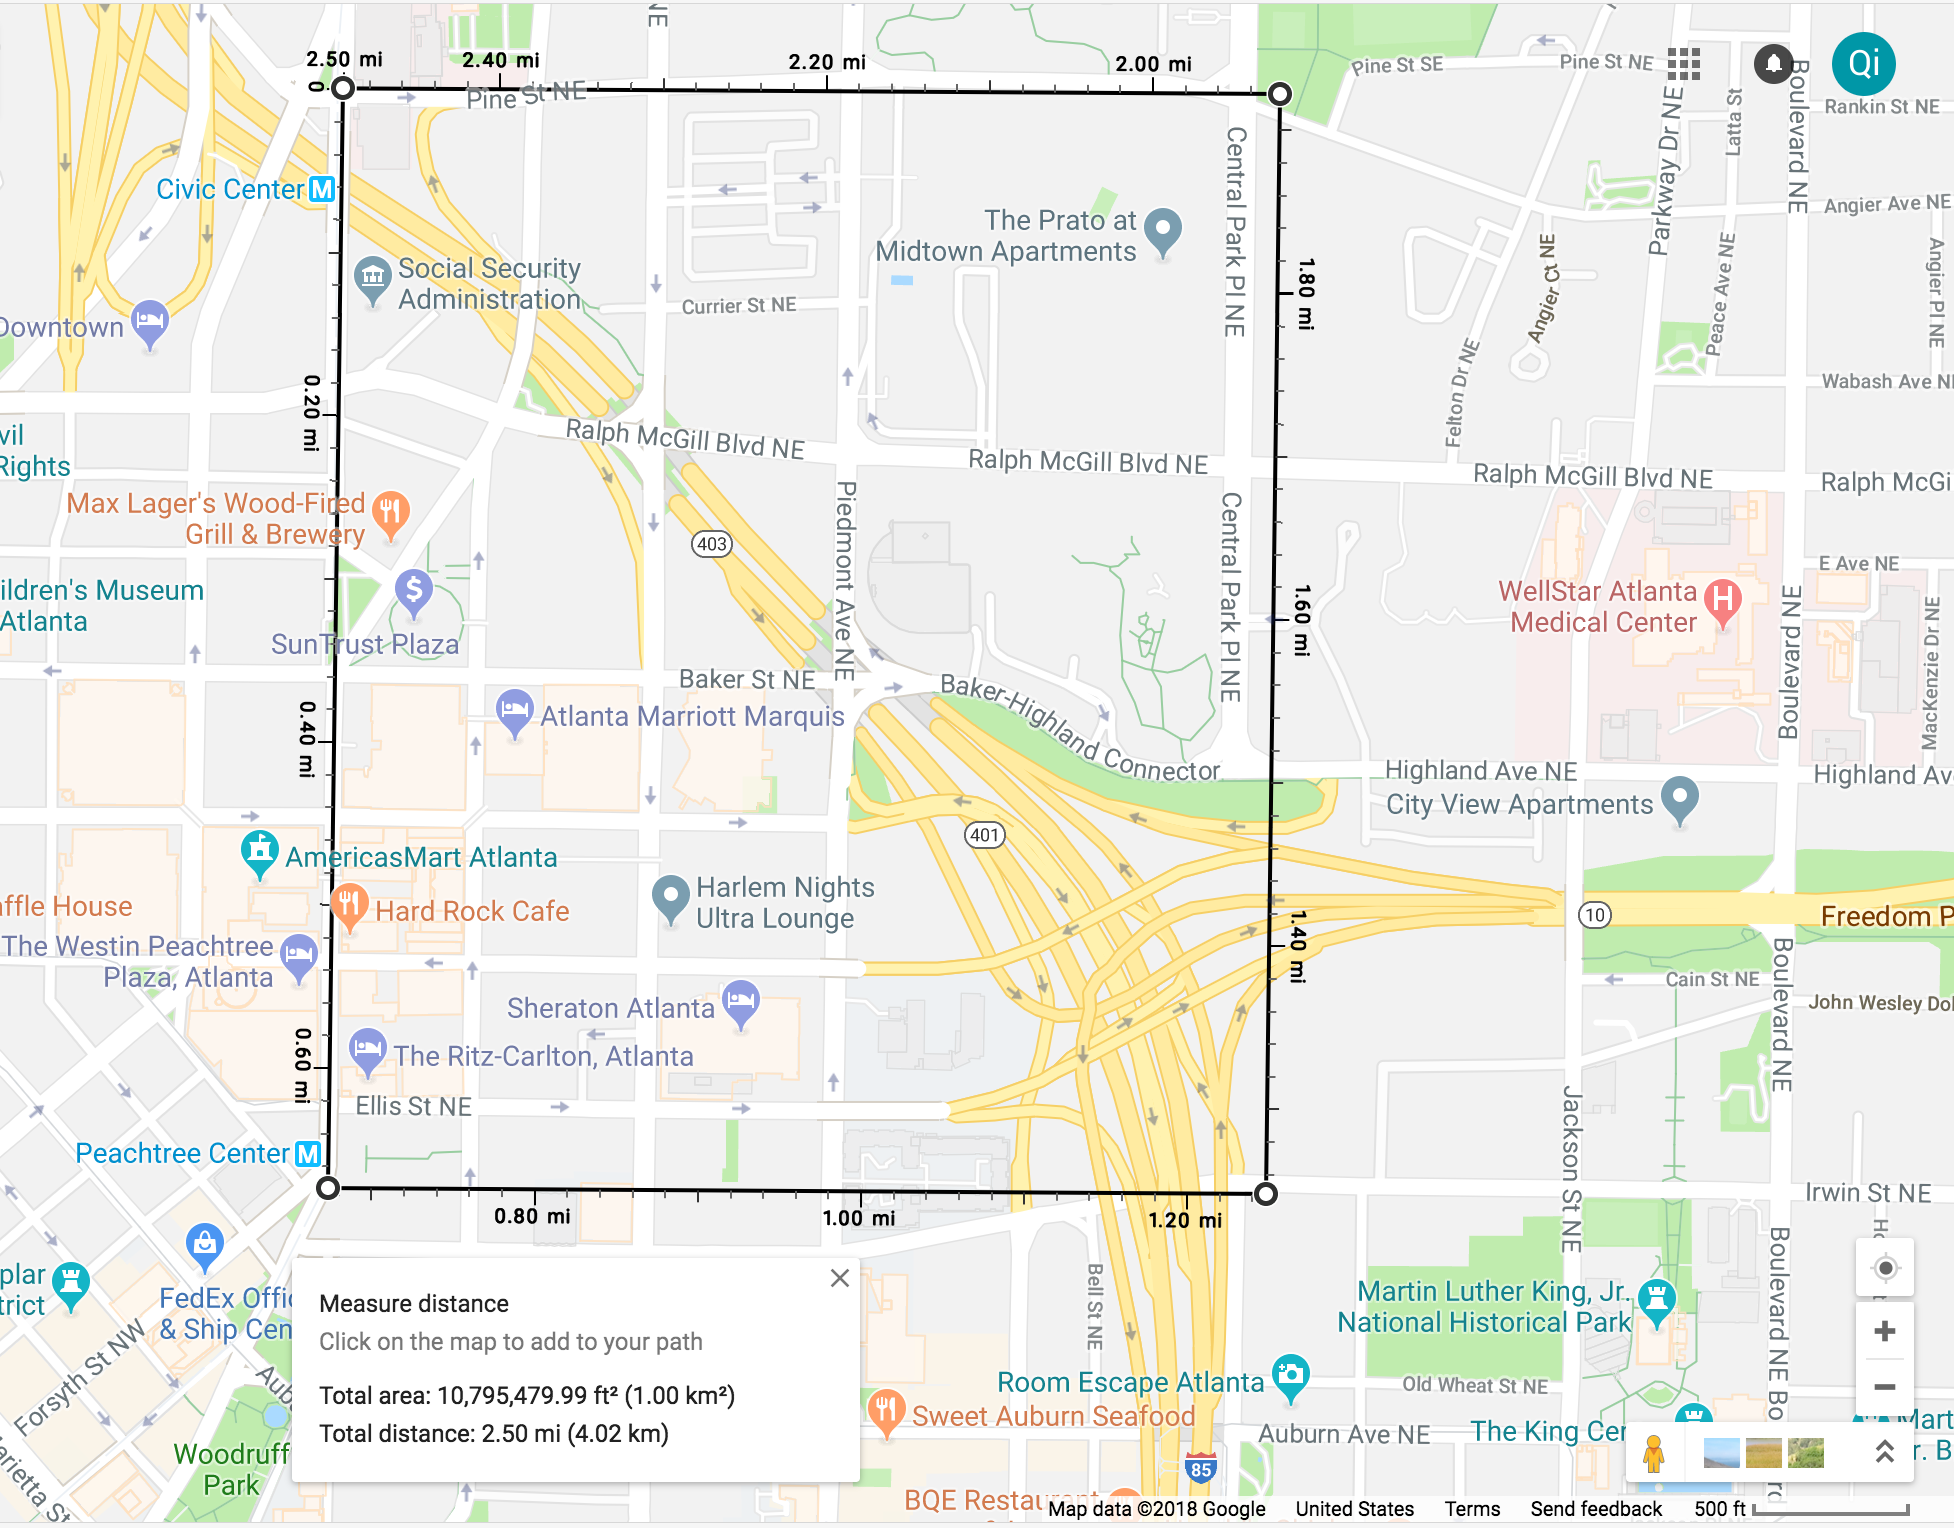 NE
2.50 mi
2.40 mi
2.20 mi
2.00 mi
0
Pine St NE
Pine St SE
Pine St NE
Qi
Rankin St NE
Boulevard NE
Latta St
Parkway Dr NE
Central Park Pl NE
Civic Center
M
Angier Ave NE
The Prato at
Midtown Apartments
Social Security
Administration
Peace Ave NE
Angier Ct NE
Angier Pl NE
1.80 mi
Currier St NE
Downtown
Felton Dr NE
Wabash Ave NE
0.20 mi
Ralph McGill Blvd NE
Ralph McGill Blvd NE
Ralph McGill Blvd NE
Ralph McGi
vil
Rights
Max Lager's Wood-Fired
Grill & Brewery
Piedmont Ave NE
Central Park Pl NE
403
E Ave NE
ildren's Museum
Atlanta
WellStar Atlanta
Medical Center
H
1.60 mi
Boulevard NE
MacKenzie Dr NE
$
SunTrust Plaza
Baker St NE
Baker-Highland Connector
Atlanta Marriott Marquis
0.40 mi
Highland Ave NE
Highland Av
City View Apartments
401
AmericasMart Atlanta
Harlem Nights
Ultra Lounge
affle House
Hard Rock Cafe
10
Freedom P
1.40 mi
The Westin Peachtree
Plaza, Atlanta
Boulevard NE
Cain St NE
John Wesley Dob
Sheraton Atlanta
The Ritz-Carlton, Atlanta
0.60 mi
Ellis St NE
Jackson St NE
Peachtree Center
M
Irwin St NE
0.80 mi
1.00 mi
1.20 mi
Boulevard NE
Bo
Bell St NE
plar
trict
FedEx Offi
& Ship Cen
Martin Luther King, Jr.
National Historical Park
Measure distance
Click on the map to add to your path
Total area: 10,795,479.99 ft² (1.00 km²)
Total distance: 2.50 mi (4.02 km)
Forsyth St NW
Aub
Room Escape Atlanta
Old Wheat St NE
Sweet Auburn Seafood
Auburn Ave NE
The King Cen
Mart
r. B
Woodruff
Park
arietta St
85
BQE Restaurant
Map data ©2018 Google
United States
Terms
Send feedback
500 ft